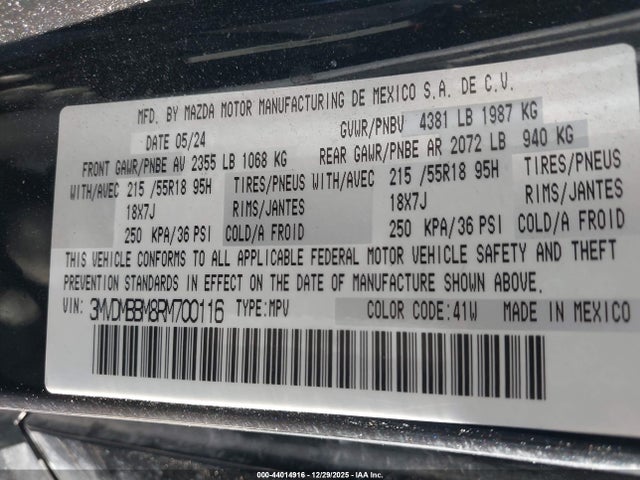 MFD. BY MAZDA MOTOR MANUFACTURING DE MEXICO S.A. DE C.V.
DATE 05/24 GVWR/PNBV 4381 LB 1987 KG
FRONT GAWR/PNBE AV 2355 LB 1068 KG REAR GAWR/PNBE AR 2072 LB 940 KG
WITH/AVEC 215 /55R18 95H TIRES/PNEUS WITH/AVEC 215 /55R18 95H TIRES/PNEUS
18X7J RIMS/JANTES 18X7J RIMS/JANTES
250 KPA/36 PSI COLD/A FROID 250 KPA/36 PSI COLD/A FROID
THIS VEHICLE CONFORMS TO ALL APPLICABLE FEDERAL MOTOR VEHICLE SAFETY AND THEFT
PREVENTION STANDARDS IN EFFECT ON THE DATE OF MANUFACTURE SHOWN ABOVE.
VIN: 3MVDMBBM8RM700116 TYPE:MPV COLOR CODE:41W MADE IN MEXICO
000-44014916 - 12/29/2025 - IAA Inc.